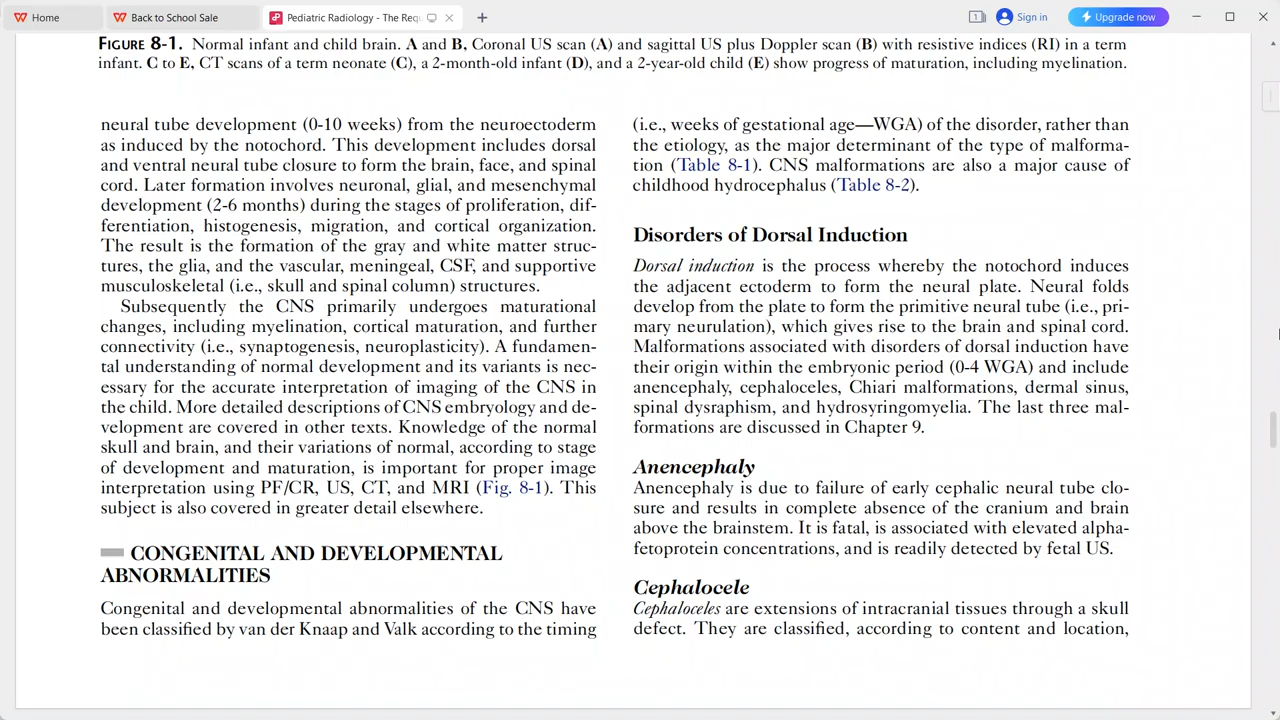 Home
Back to School Sale
Pediatric Radiology - The Req
1
Sign in
Upgrade now
FIGURE 8-1. Normal infant and child brain. A and B, Coronal US scan (A) and sagittal US plus Doppler scan (B) with resistive indices (RI) in a term
infant. C to E, CT scans of a term neonate (C), a 2-month-old infant (D), and a 2-year-old child (E) show progress of maturation, including myelination.
neural tube development (0-10 weeks) from the neuroectoderm
as induced by the notochord. This development includes dorsal
and ventral neural tube closure to form the brain, face, and spinal
cord. Later formation involves neuronal, glial, and mesenchymal
development (2-6 months) during the stages of proliferation, dif-
ferentiation, histogenesis, migration, and cortical organization.
The result is the formation of the gray and white matter struc-
tures, the glia, and the vascular, meningeal, CSF, and supportive
musculoskeletal (i.e., skull and spinal column) structures.
Subsequently the CNS primarily undergoes maturational
changes, including myelination, cortical maturation, and further
connectivity (i.e., synaptogenesis, neuroplasticity). A fundamen-
tal understanding of normal development and its variants is nec-
essary for the accurate interpretation of imaging of the CNS in
the child. More detailed descriptions of CNS embryology and de-
velopment are covered in other texts. Knowledge of the normal
skull and brain, and their variations of normal, according to stage
of development and maturation, is important for proper image
interpretation using PF/CR, US, CT, and MRI (Fig. 8-1). This
subject is also covered in greater detail elsewhere.
CONGENITAL AND DEVELOPMENTAL
ABNORMALITIES
Congenital and developmental abnormalities of the CNS have
been classified by van der Knaap and Valk according to the timing
(i.e., weeks of gestational age—WGA) of the disorder, rather than
the etiology, as the major determinant of the type of malforma-
tion (Table 8-1). CNS malformations are also a major cause of
childhood hydrocephalus (Table 8-2).
Disorders of Dorsal Induction
Dorsal induction is the process whereby the notochord induces
the adjacent ectoderm to form the neural plate. Neural folds
develop from the plate to form the primitive neural tube (i.e., pri-
mary neurulation), which gives rise to the brain and spinal cord.
Malformations associated with disorders of dorsal induction have
their origin within the embryonic period (0-4 WGA) and include
anencephaly, cephaloceles, Chiari malformations, dermal sinus,
spinal dysraphism, and hydrosyringomyelia. The last three mal-
formations are discussed in Chapter 9.
Anencephaly
Anencephaly is due to failure of early cephalic neural tube clo-
sure and results in complete absence of the cranium and brain
above the brainstem. It is fatal, is associated with elevated alpha-
fetoprotein concentrations, and is readily detected by fetal US.
Cephalocele
Cephaloceles are extensions of intracranial tissues through a skull
defect. They are classified, according to content and location,